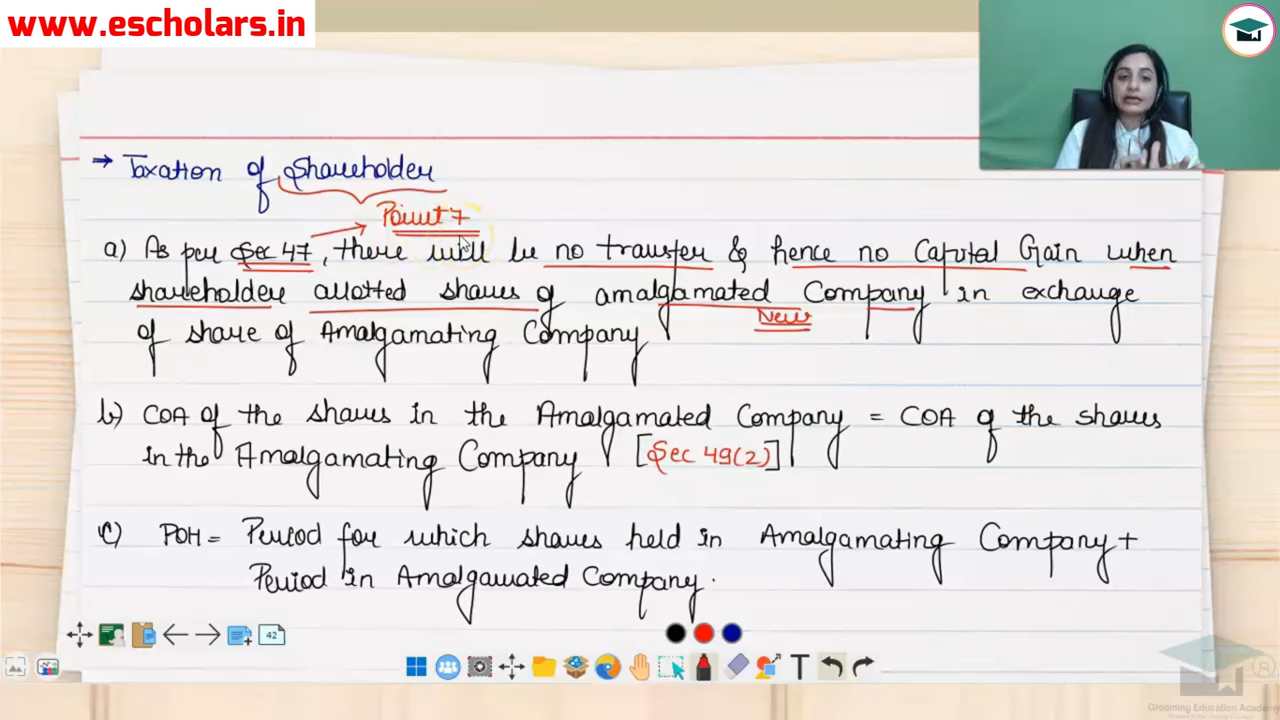 www.escholars.in
→ Taxation of Shareholder
Point 7
a) As per Sec 47, there will be no transfer & hence no Capital Gain when
shareholder allotted shares of amalgamated Company in exchange
New
of share of Amalgamating Company
b) COA of the shares in the Amalgamated Company = COA of the shares
in the Amalgamating Company [Sec 49(2)]
c) POH = Period for which shares held in Amalgamating Company +
Period in Amalgamated Company.
42
T
Grooming Education Academy